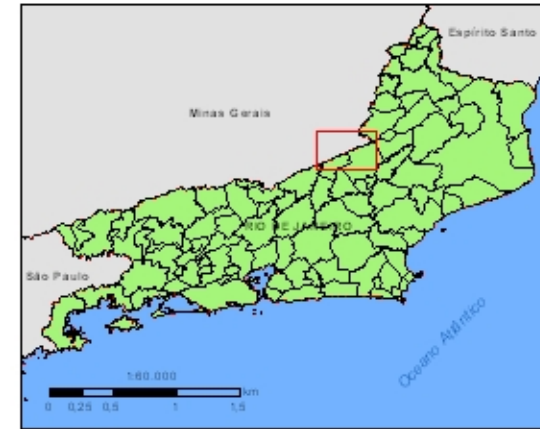 Espírito Santo
Minas Gerais
RIO DE JANEIRO
São Paulo
Oceano Atlântico
1:60.000
km
0 0,25 0,5 1 1,5